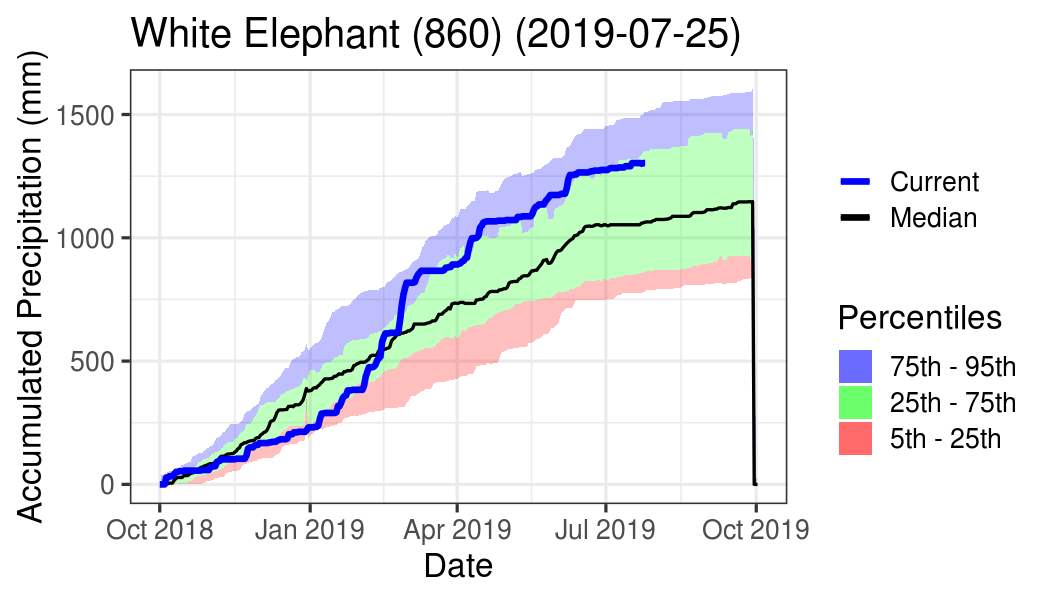 White Elephant (860) (2019-07-25)
Accumulated Precipitation (mm)
1500
1000
500
0
Oct 2018
Jan 2019
Apr 2019
Jul 2019
Oct 2019
Date
Current
Median
Percentiles
75th - 95th
25th - 75th
5th - 25th